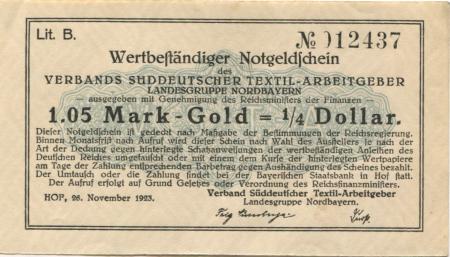 Lit. B.
№ 012437
Wertbeständiger Notgeldschein
des
VERBANDS SÜDDEUTSCHER TEXTIL-ARBEITGEBER
LANDESGRUPPE NORDBAYERN
— ausgegeben mit Genehmigung des Reichsministers der Finanzen —
1.05 Mark-Gold = 1/4 Dollar.
Dieser Notgeldschein ist gedeckt nach Maßgabe der Bestimmungen der Reichsregierung.
Binnen Monatsfrist nach Aufruf wird dieser Schein nach Wahl des Ausstellers je nach der
Art der Deckung gegen hinterlegte Schatzanweisungen der wertbeständigen Anleihen des
Deutschen Reiches umgetauscht oder mit einem dem Kurse der hinterlegten Wertpapiere
am Tage der Zahlung entsprechenden Barbetrag gegen Aushändigung des Scheines bezahlt.
Der Umtausch oder die Zahlung findet bei der Bayerischen Staatsbank in Hof statt.
Der Aufruf erfolgt auf Grund Gesetzes oder Verordnung des Reichsfinanzministers.
HOF, 26. November 1923.
Verband Süddeutscher Textil-Arbeitgeber
Landesgruppe Nordbayern.